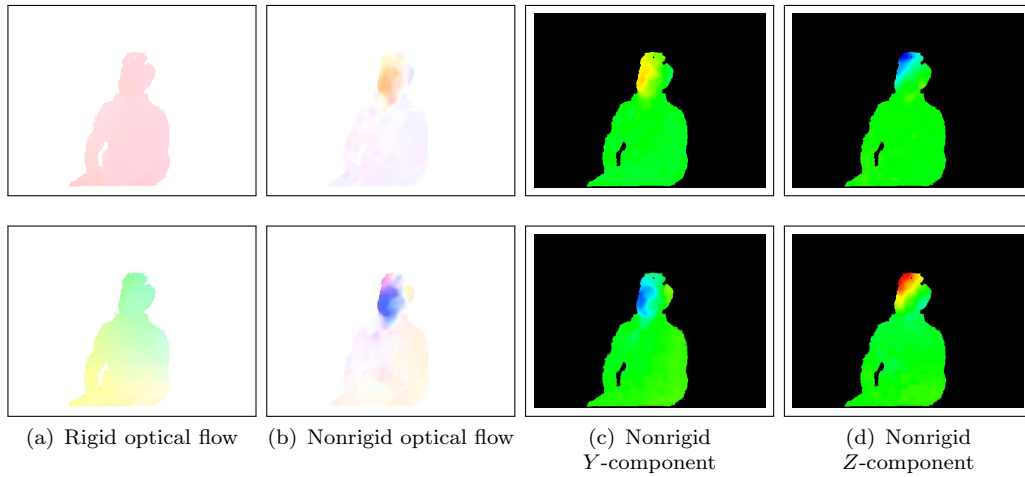 (a) Rigid optical flow
(b) Nonrigid optical flow
(c) Nonrigid
Y-component
(d) Nonrigid
Z-component